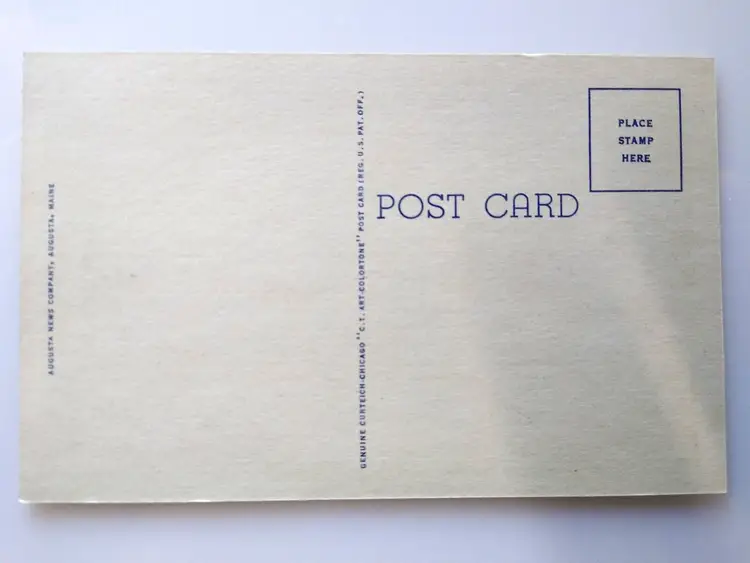 AUGUSTA NEWS COMPANY, AUGUSTA, MAINE
GENUINE CURTEICH-CHICAGO "C.T. ART-COLORTONE" POST CARD (REG. U.S. PAT. OFF.)
POST CARD
PLACE
STAMP
HERE